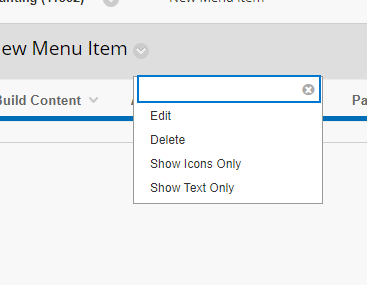 New Menu Item
ew Menu Item
Build Content
Edit
Delete
Show Icons Only
Show Text Only